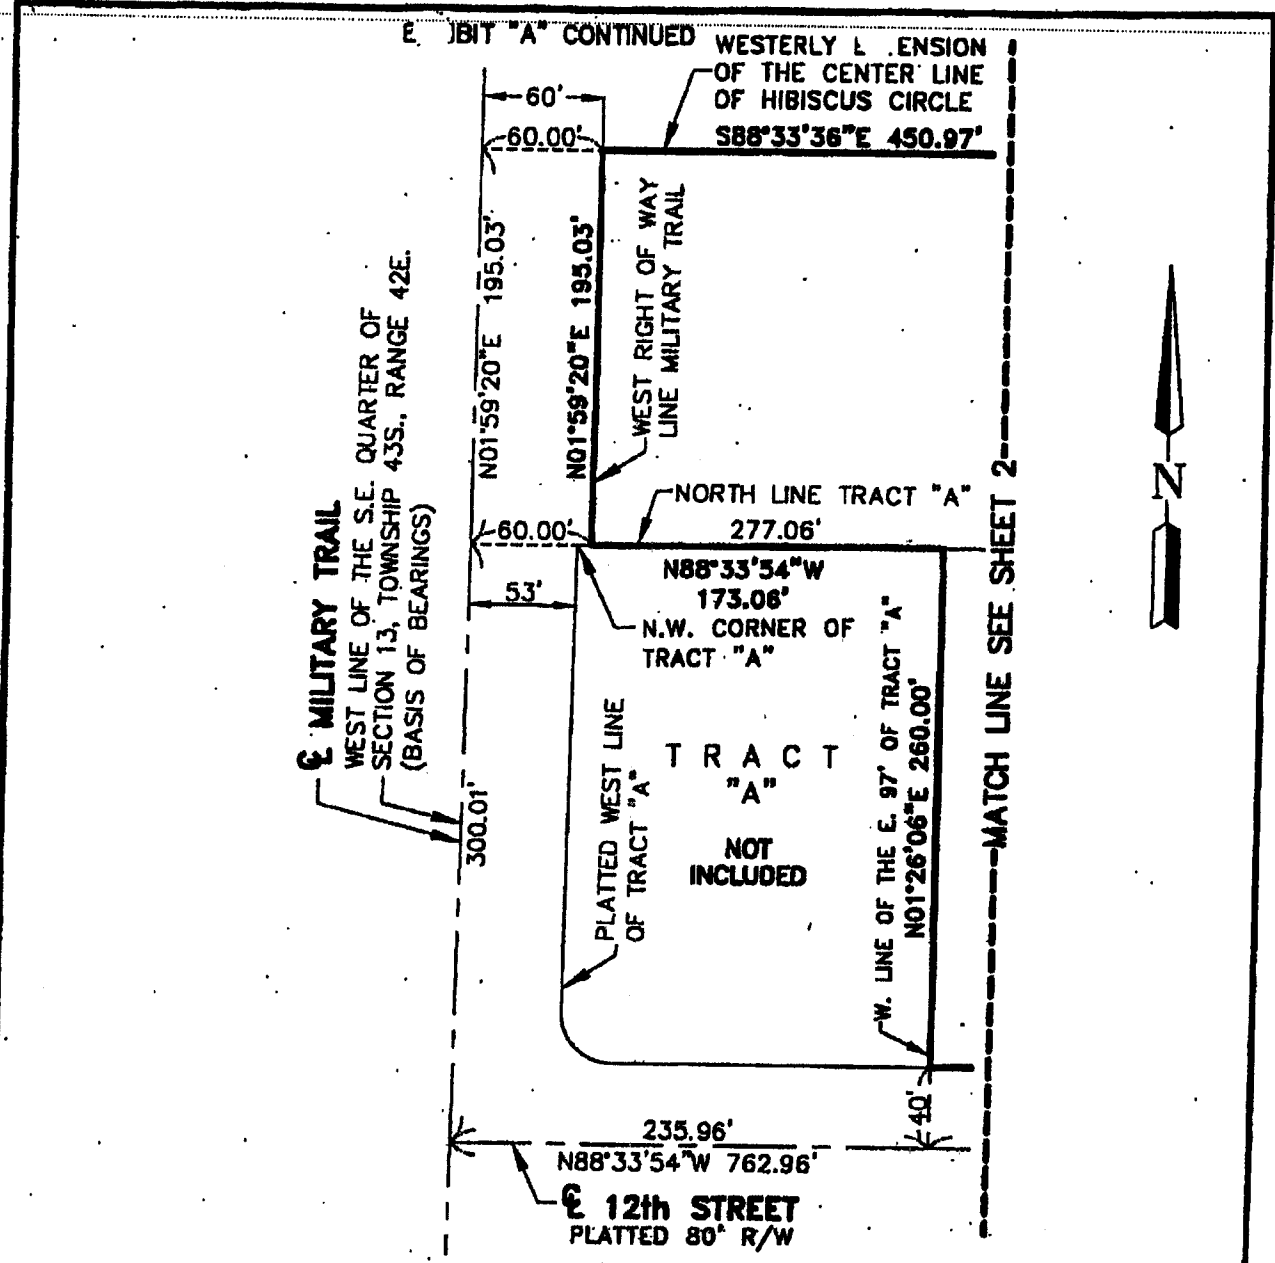 BIT "A" CONTINUED
WESTERLY
OF THE CENTER LINE
OF HIBISCUS CIRCLE
S88°33'36"E 450.97'
60'
60.00'
N01°59'20"E 195.03'
N01°59'20"E 195.03'
WEST RIGHT OF WAY
LINE MILITARY TRAIL
NORTH LINE TRACT "A"
277.06'
60.00'
N88°33'54"W
173.06'
53'
N.W. CORNER OF
TRACT "A"
℄ MILITARY TRAIL
WEST LINE OF THE S.E. QUARTER OF
SECTION 13, TOWNSHIP 43S., RANGE 42E.
(BASIS OF BEARINGS)
300.01'
PLATTED WEST LINE
OF TRACT "A"
TRACT
"A"
NOT
INCLUDED
W. LINE OF THE E. 97' OF TRACT "A"
N01°26'06"E 260.00'
MATCH LINE SEE SHEET 2
N
40'
235.96'
N88°33'54"W 762.96'
℄ 12th STREET
PLATTED 80' R/W